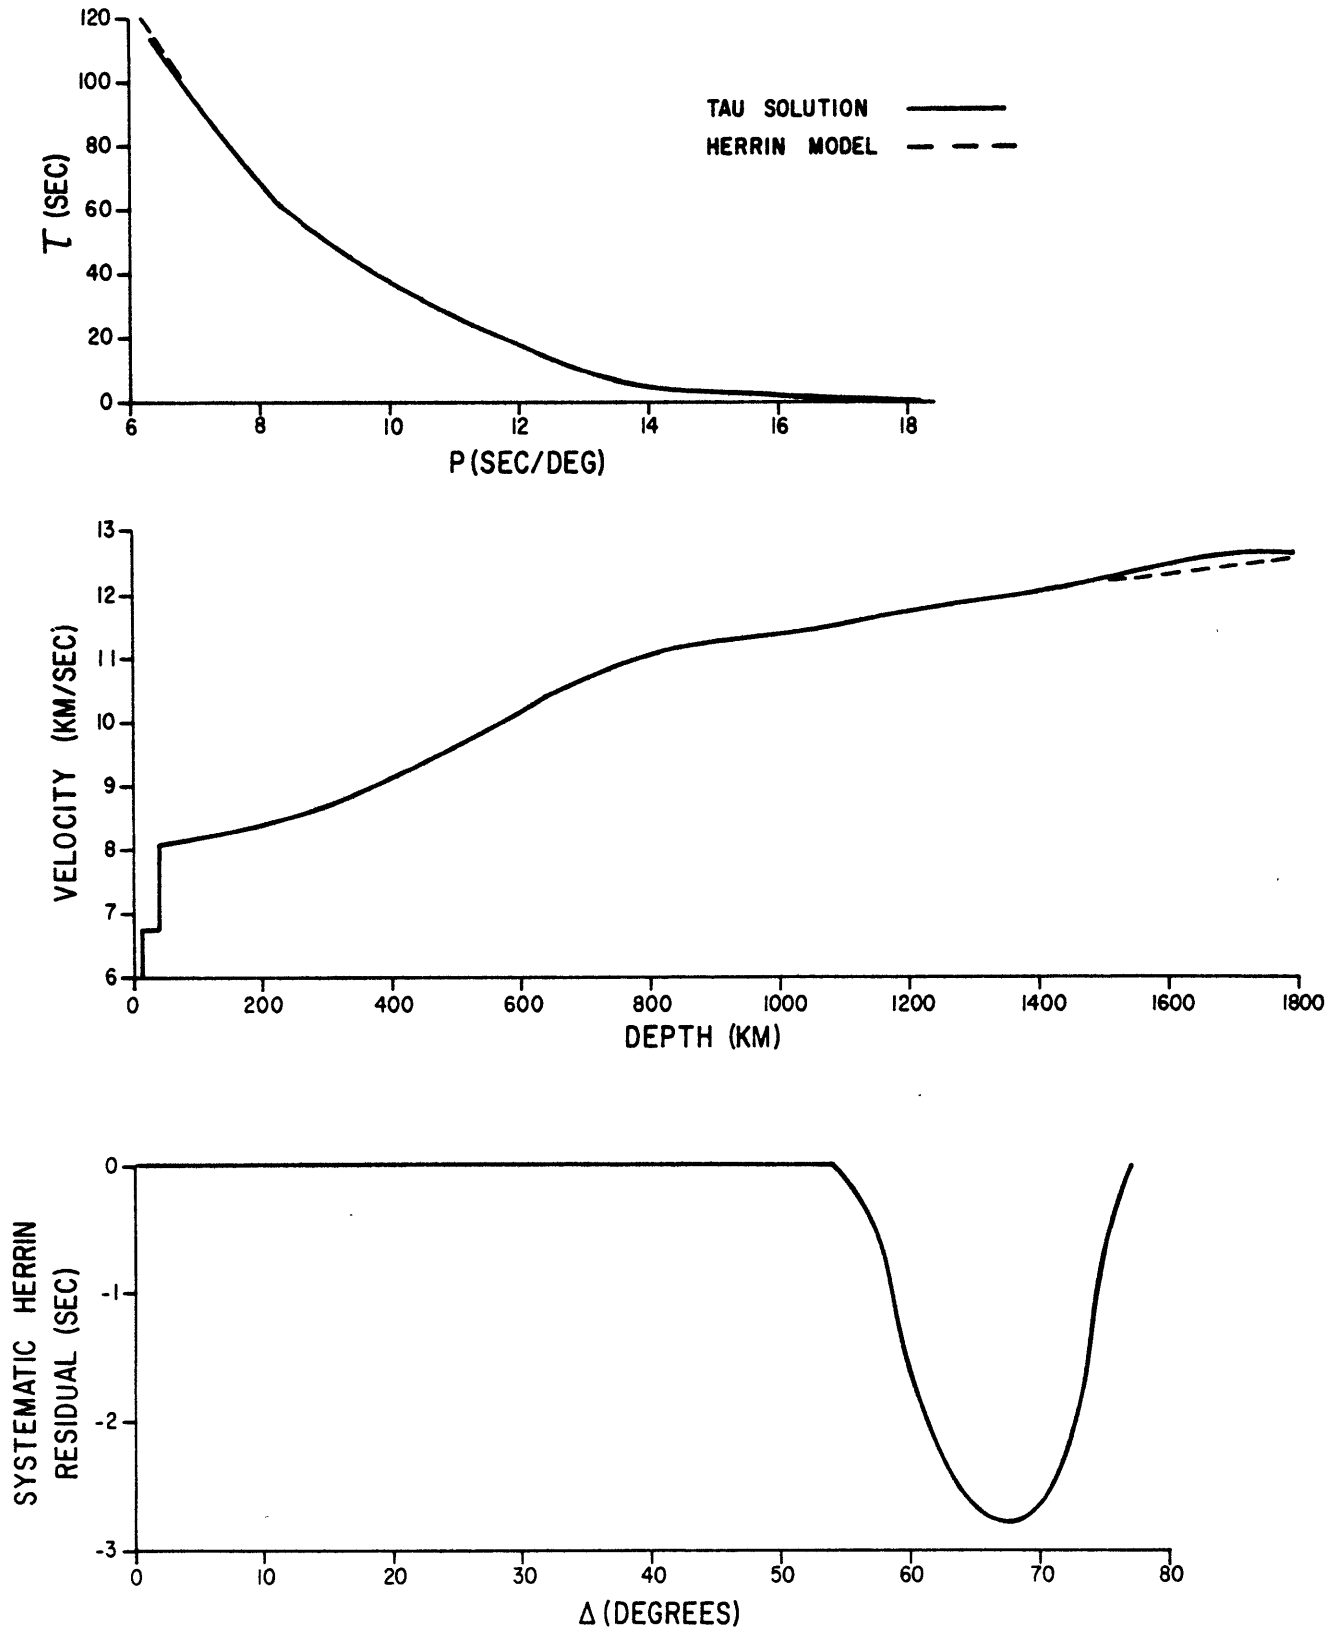 120
100
80
60
40
20
0
τ (SEC)
6 8 10 12 14 16 18
P (SEC/DEG)
TAU SOLUTION
HERRIN MODEL
13
12
11
10
9
8
7
6
VELOCITY (KM/SEC)
0 200 400 600 800 1000 1200 1400 1600 1800
DEPTH (KM)
0
-1
-2
-3
SYSTEMATIC HERRIN
RESIDUAL (SEC)
0 10 20 30 40 50 60 70 80
Δ (DEGREES)